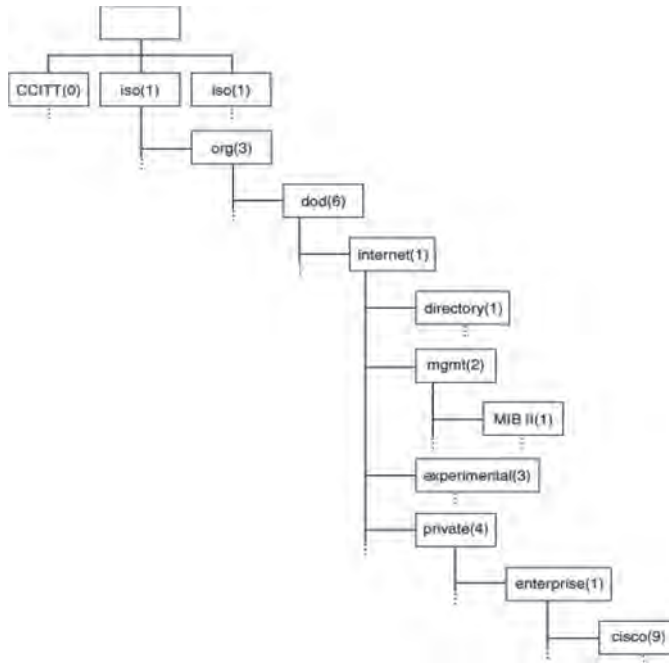 CCITT(0)
iso(1)
iso(1)
org(3)
dod(6)
internet(1)
directory(1)
mgmt(2)
MIB II(1)
experimental(3)
private(4)
enterprise(1)
cisco(9)